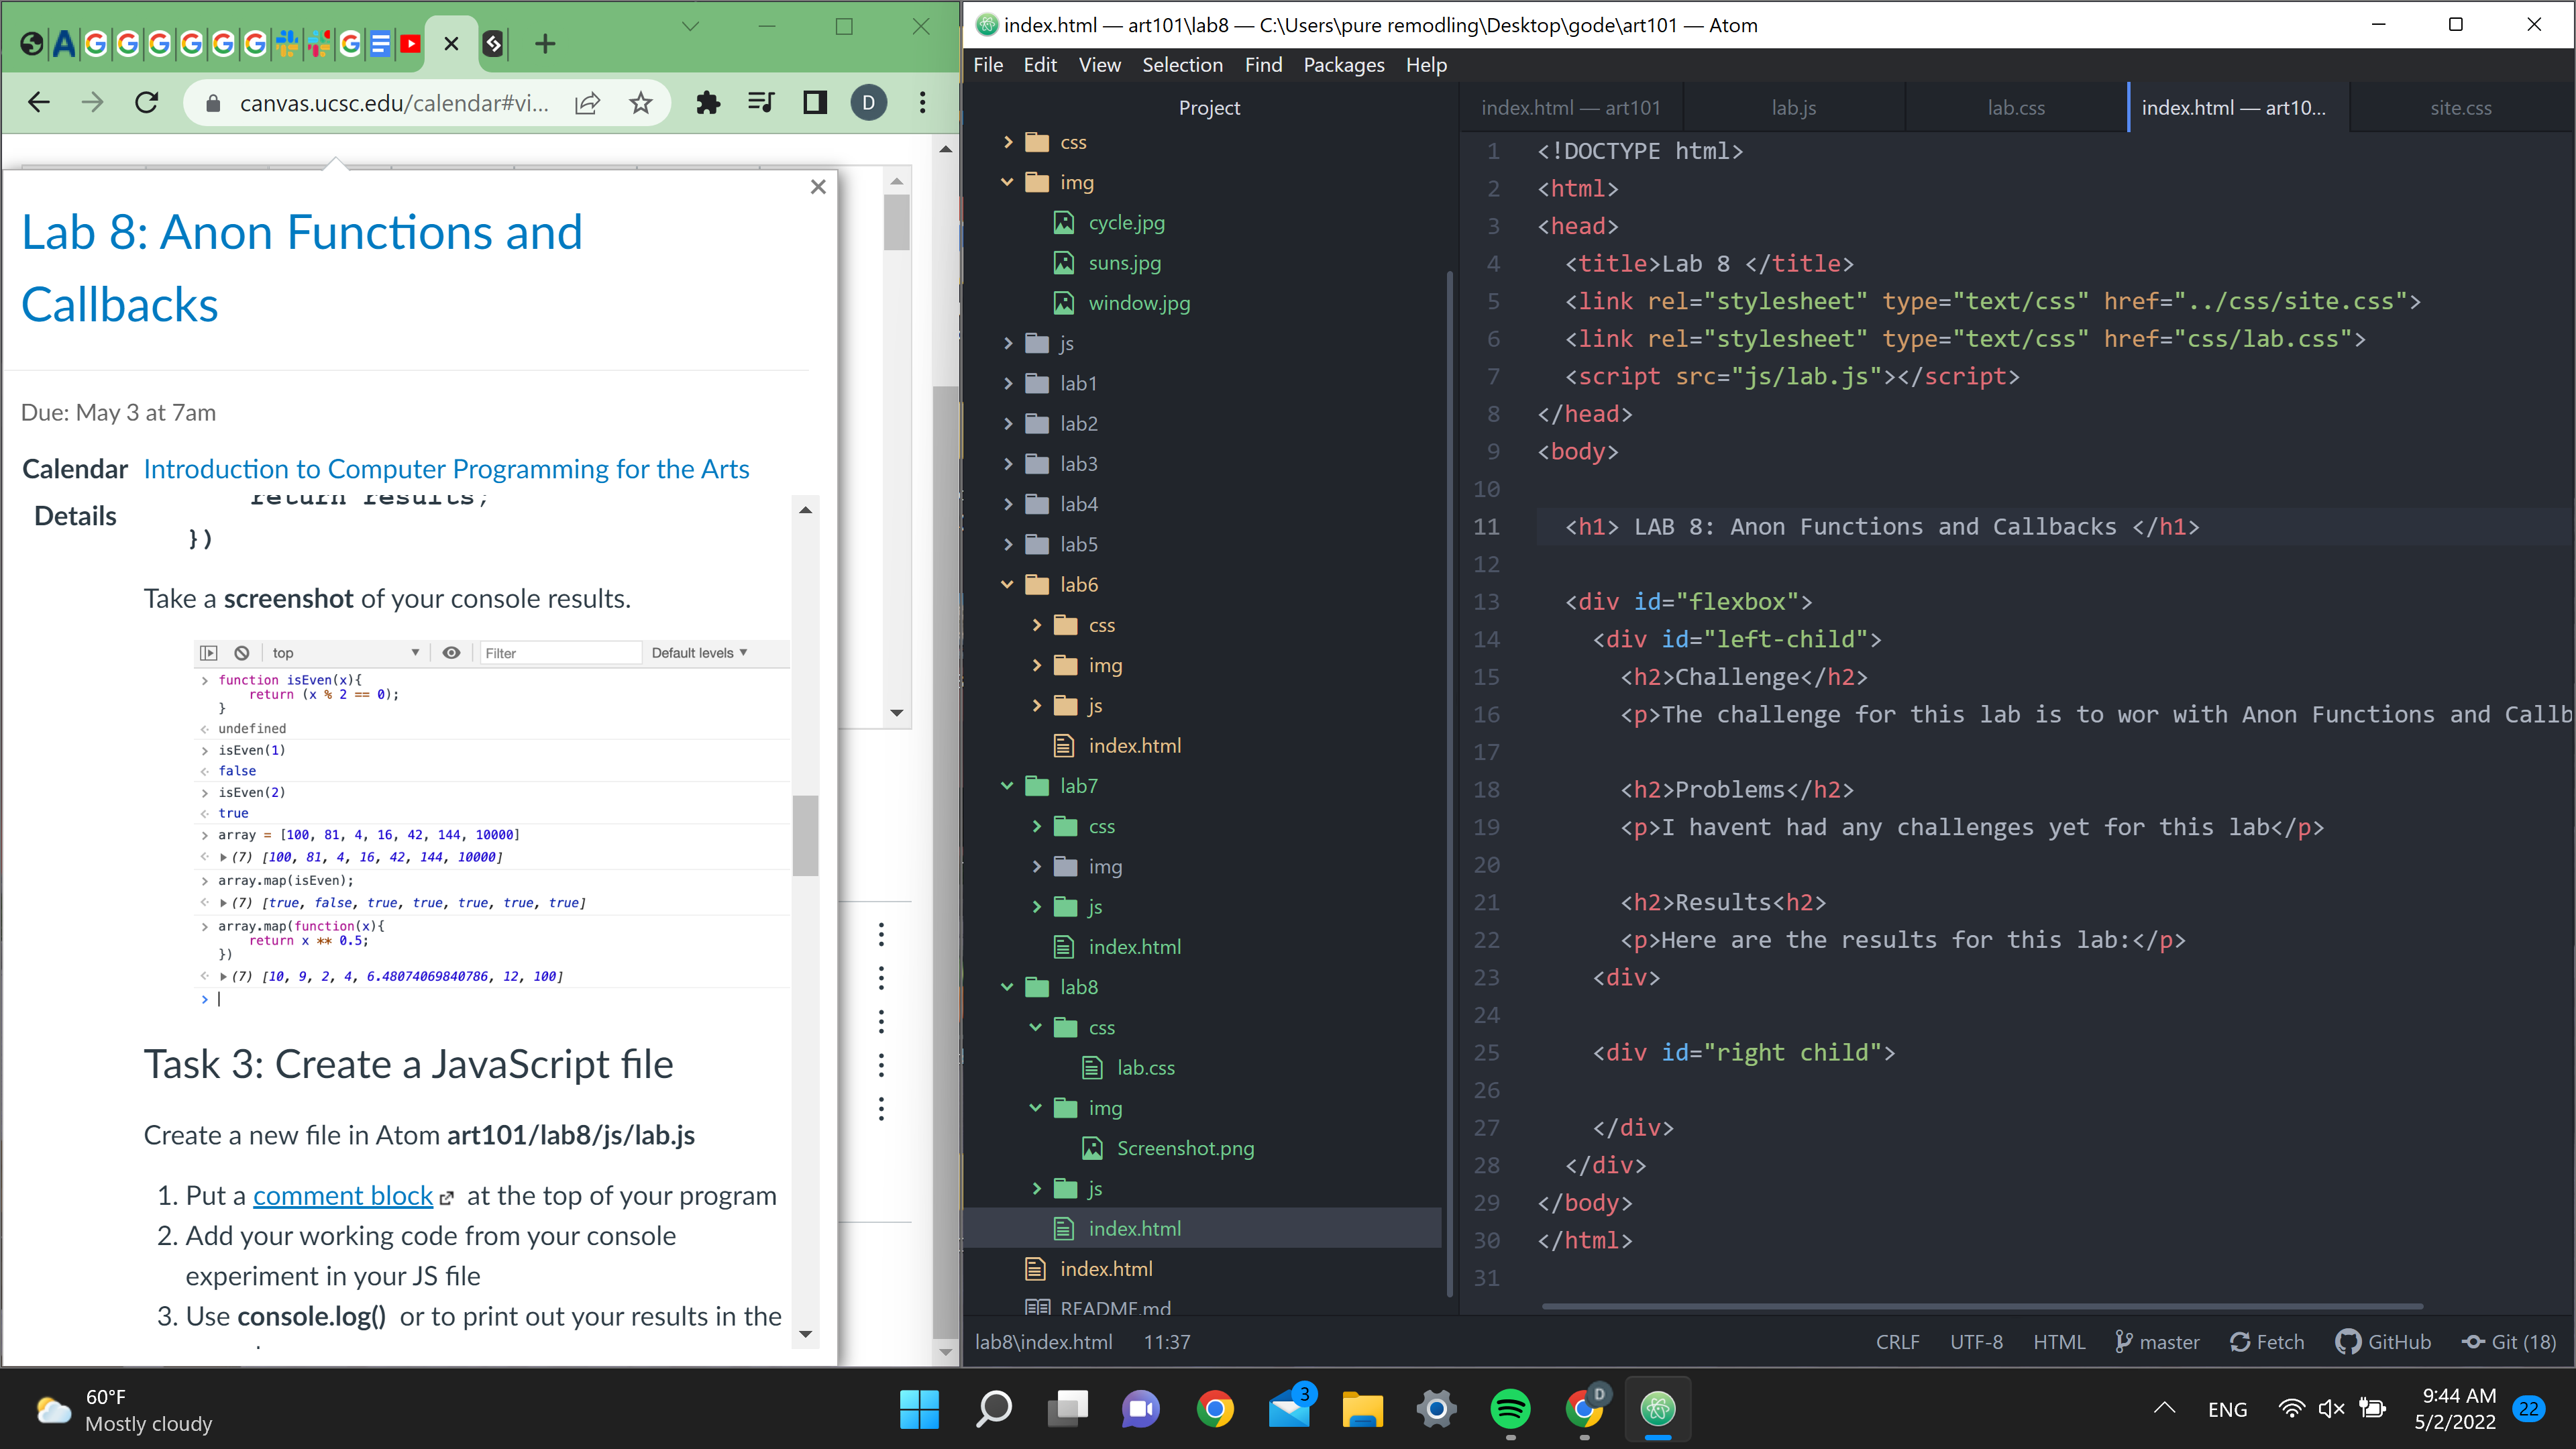 canvas.ucsc.edu/calendar#vi...
D
Lab 8: Anon Functions and
Callbacks
Due: May 3 at 7am
Calendar Introduction to Computer Programming for the Arts
Details
return results;
})
Take a screenshot of your console results.
top
Filter
Default levels
function isEven(x){
return (x % 2 == 0);
}
undefined
isEven(1)
false
isEven(2)
true
array = [100, 81, 4, 16, 42, 144, 10000]
(7) [100, 81, 4, 16, 42, 144, 10000]
array.map(isEven);
(7) [true, false, true, true, true, true, true]
array.map(function(x){
return x ** 0.5;
})
(7) [10, 9, 2, 4, 6.48074069840786, 12, 100]
Task 3: Create a JavaScript file
Create a new file in Atom art101/lab8/js/lab.js
1. Put a comment block at the top of your program
2. Add your working code from your console
experiment in your JS file
3. Use console.log() or to print out your results in the
index.html — art101\lab8 — C:\Users\pure remodling\Desktop\gode\art101 — Atom
File Edit View Selection Find Packages Help
Project
css
img
cycle.jpg
suns.jpg
window.jpg
js
lab1
lab2
lab3
lab4
lab5
lab6
css
img
js
index.html
lab7
css
img
js
index.html
lab8
css
lab.css
img
Screenshot.png
js
index.html
index.html
README.md
index.html — art101
lab.js
lab.css
index.html — art10...
site.css
1 <!DOCTYPE html>
2 <html>
3 <head>
4 <title>Lab 8 </title>
5 <link rel="stylesheet" type="text/css" href="../css/site.css">
6 <link rel="stylesheet" type="text/css" href="css/lab.css">
7 <script src="js/lab.js"></script>
8 </head>
9 <body>
10
11 <h1> LAB 8: Anon Functions and Callbacks </h1>
12
13 <div id="flexbox">
14 <div id="left-child">
15 <h2>Challenge</h2>
16 <p>The challenge for this lab is to wor with Anon Functions and Callb
17
18 <h2>Problems</h2>
19 <p>I havent had any challenges yet for this lab</p>
20
21 <h2>Results<h2>
22 <p>Here are the results for this lab:</p>
23 <div>
24
25 <div id="right child">
26
27 </div>
28 </div>
29 </body>
30 </html>
31
lab8\index.html 11:37
CRLF UTF-8 HTML master Fetch GitHub Git (18)
60°F
Mostly cloudy
3
D
ENG
9:44 AM
5/2/2022
22